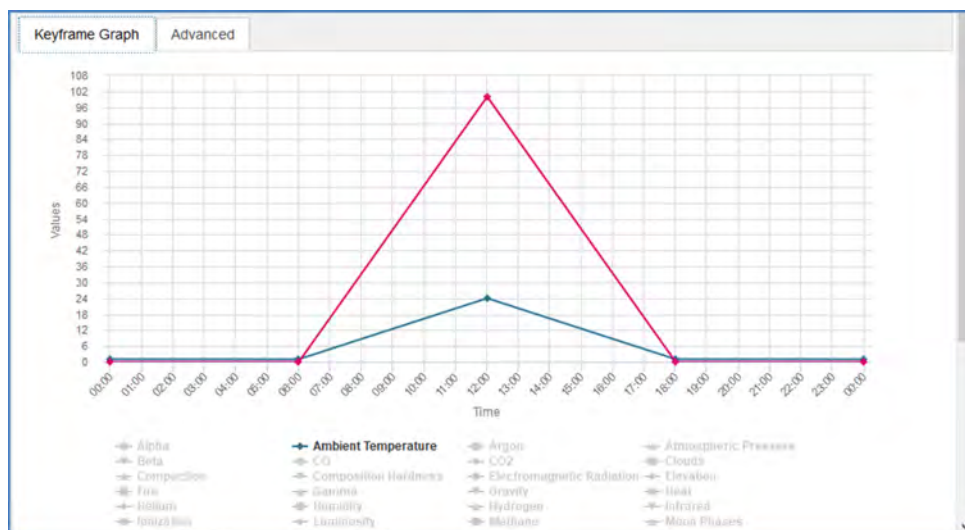 Keyframe Graph Advanced
108
102
96
90
84
78
72
66
60
54
48
42
36
30
24
18
12
6
0
Values
00:00 01:00 02:00 03:00 04:00 05:00 06:00 07:00 08:00 09:00 10:00 11:00 12:00 13:00 14:00 15:00 16:00 17:00 18:00 19:00 20:00 21:00 22:00 23:00 00:00
Time
Alpha Ambient Temperature Argon Atmospheric Pressure
Beta CO CO2 Clouds
Compaction Composition Hardness Electromagnetic Radiation Elevation
Fire Gamma Gravity Heat
Helium Humidity Hydrogen Infrared
Ionization Luminosity Methane Moon Phases